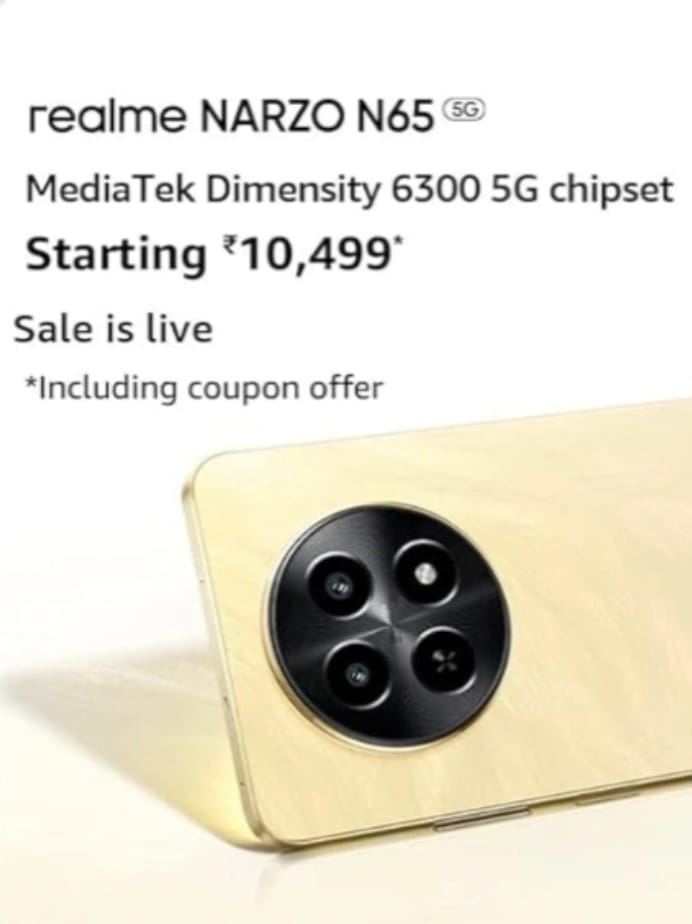 realme NARZO N65 5G
MediaTek Dimensity 6300 5G chipset
Starting ₹10,499*
Sale is live
*Including coupon offer